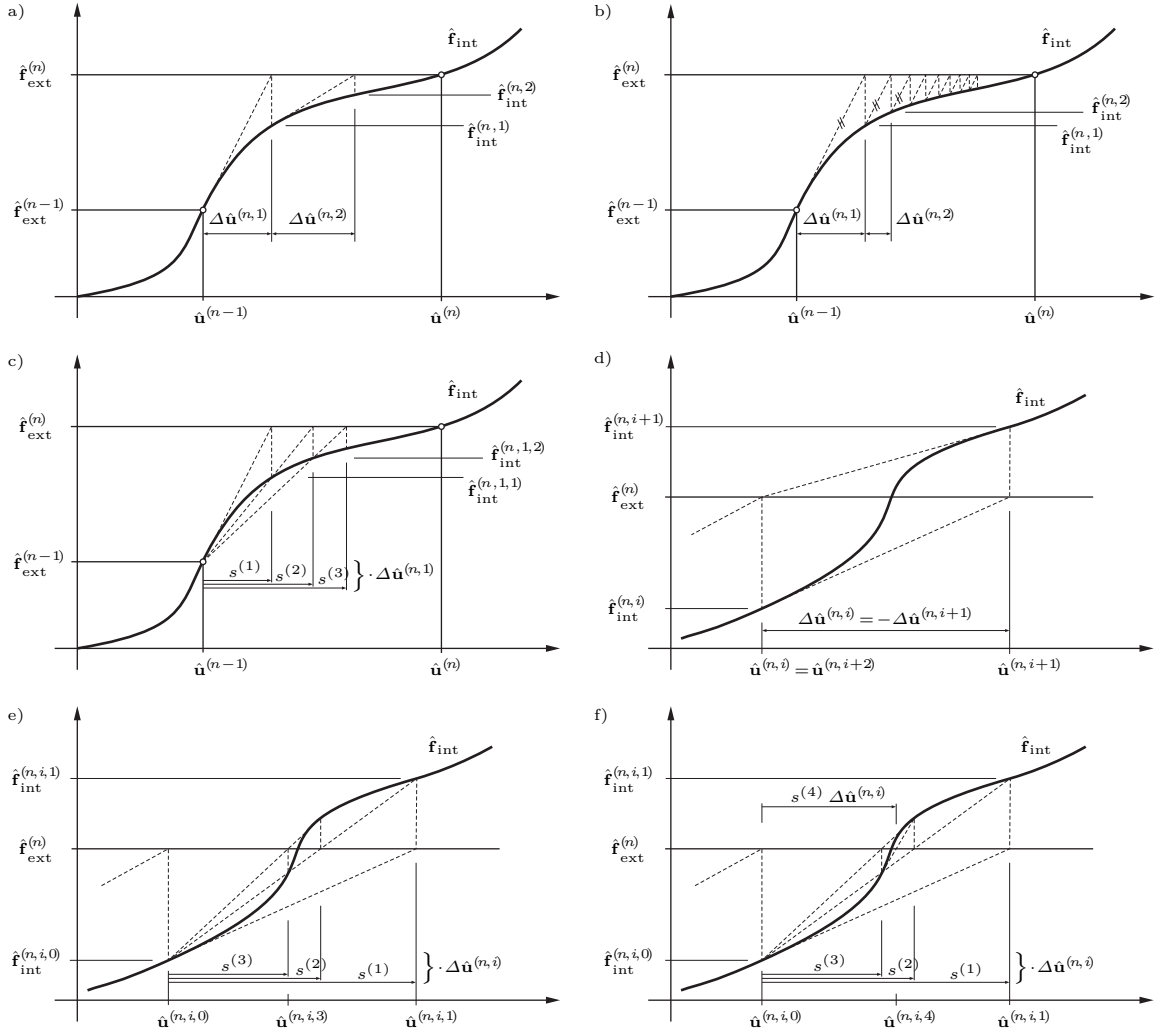 a)
f̂_int
f̂_ext^(n)
f̂_int^(n,2)
f̂_int^(n,1)
f̂_ext^(n−1)
Δû^(n,1)
Δû^(n,2)
û^(n−1)
û^(n)
b)
f̂_int
f̂_ext^(n)
f̂_int^(n,2)
f̂_int^(n,1)
f̂_ext^(n−1)
Δû^(n,1)
Δû^(n,2)
û^(n−1)
û^(n)
c)
f̂_int
f̂_ext^(n)
f̂_int^(n,1,2)
f̂_int^(n,1,1)
f̂_ext^(n−1)
s^(1) s^(2) s^(3) } · Δû^(n,1)
û^(n−1)
û^(n)
d)
f̂_int
f̂_int^(n,i+1)
f̂_ext^(n)
f̂_int^(n,i)
Δû^(n,i) = −Δû^(n,i+1)
û^(n,i) = û^(n,i+2)
û^(n,i+1)
e)
f̂_int
f̂_int^(n,i,1)
f̂_ext^(n)
f̂_int^(n,i,0)
s^(3) s^(2) s^(1) } · Δû^(n,i)
û^(n,i,0)
û^(n,i,3)
û^(n,i,1)
f)
f̂_int
f̂_int^(n,i,1)
s^(4) Δû^(n,i)
f̂_ext^(n)
f̂_int^(n,i,0)
s^(3) s^(2) s^(1) } · Δû^(n,i)
û^(n,i,0)
û^(n,i,4)
û^(n,i,1)